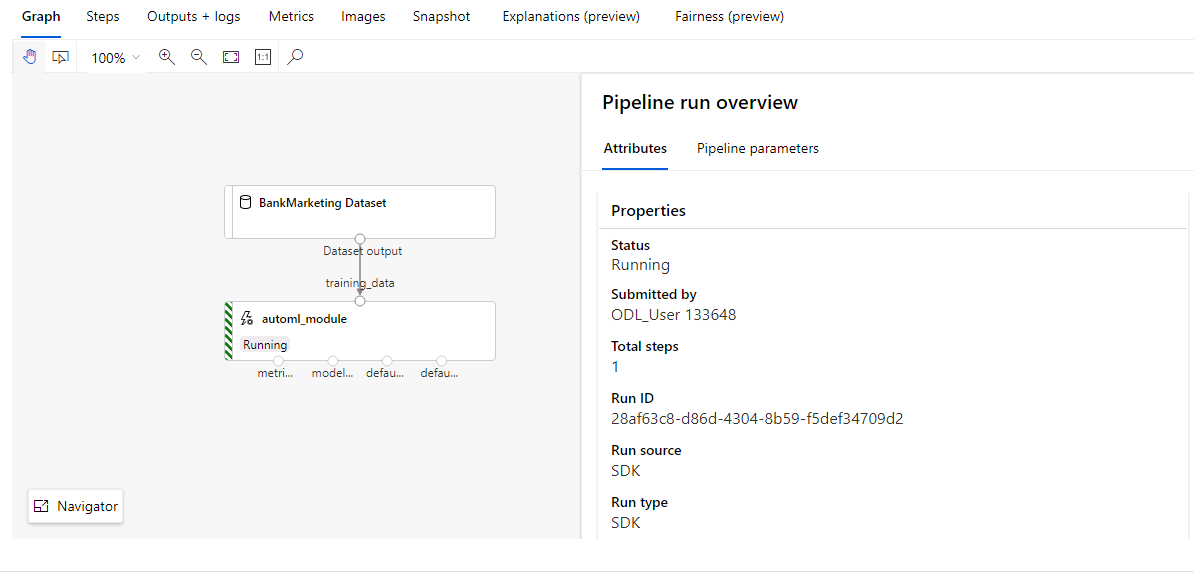 Graph Steps Outputs + logs Metrics Images Snapshot Explanations (preview) Fairness (preview)
100% 1:1
BankMarketing Dataset
Dataset output
training_data
automl_module
Running
metri... model... defau... defau...
Navigator
Pipeline run overview
Attributes Pipeline parameters
Properties
Status
Running
Submitted by
ODL_User 133648
Total steps
1
Run ID
28af63c8-d86d-4304-8b59-f5def34709d2
Run source
SDK
Run type
SDK